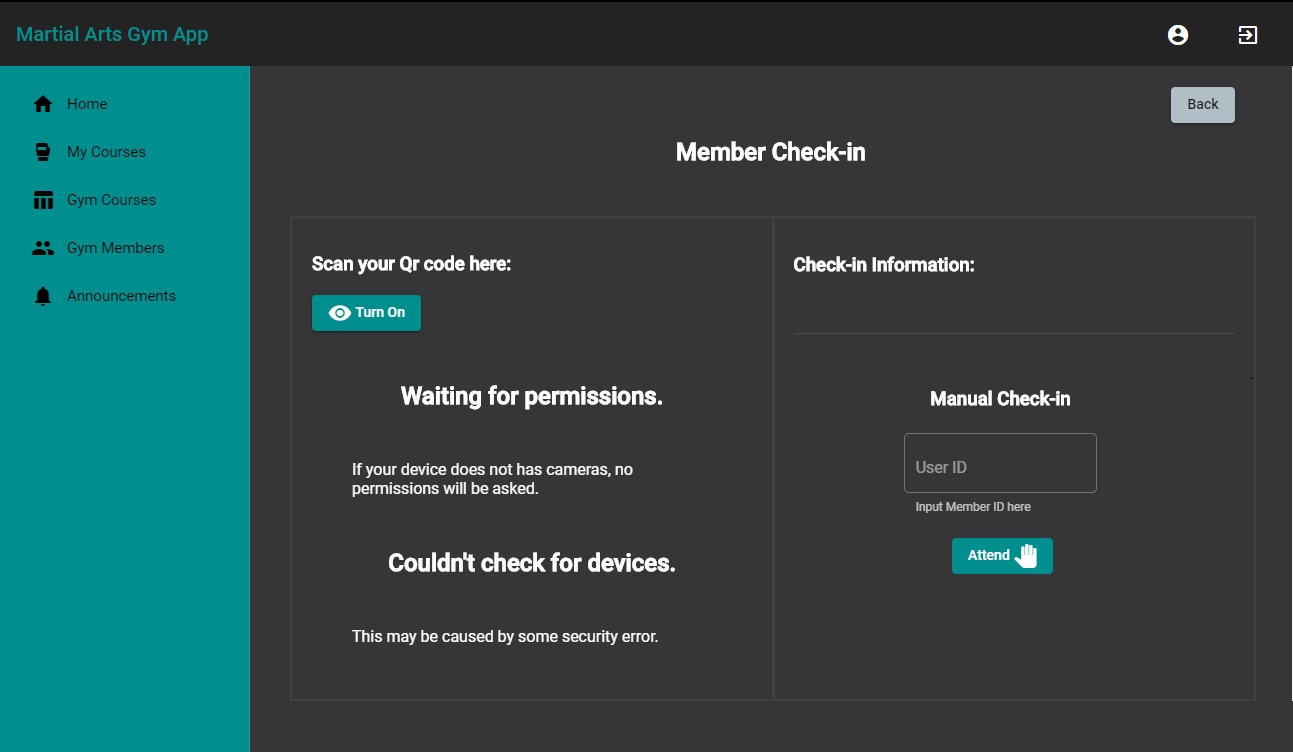 Martial Arts Gym App
Home
My Courses
Gym Courses
Gym Members
Announcements
Back
Member Check-in
Scan your Qr code here:
Turn On
Waiting for permissions.
If your device does not has cameras, no
permissions will be asked.
Couldn't check for devices.
This may be caused by some security error.
Check-in Information:
Manual Check-in
User ID
Input Member ID here
Attend